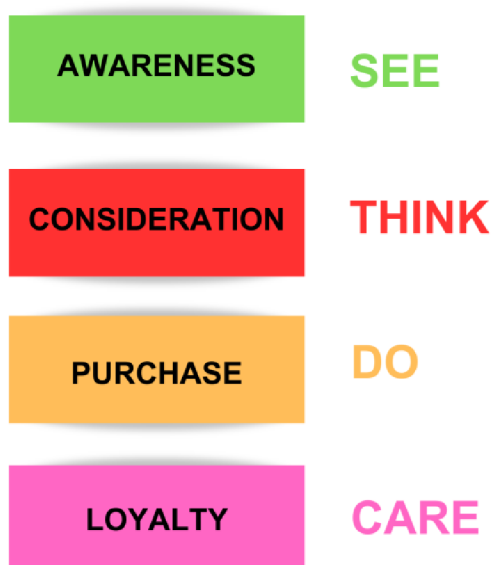 AWARENESS SEE
CONSIDERATION THINK
PURCHASE DO
LOYALTY CARE